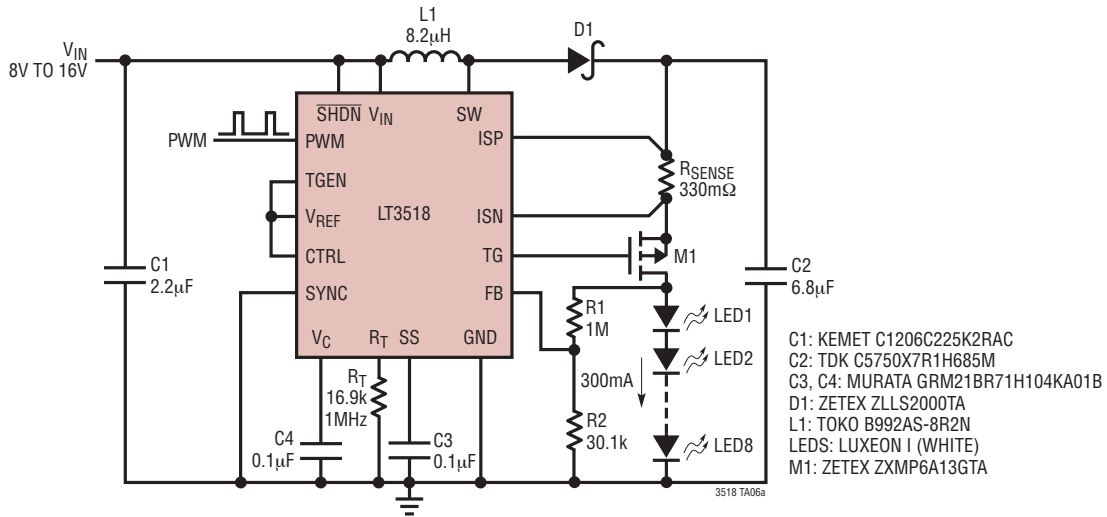 L1
8.2µH
D1
VIN
8V TO 16V
SHDN VIN SW
PWM
PWM
ISP
TGEN
RSENSE
330mΩ
VREF
LT3518
ISN
CTRL
TG
M1
C1
2.2µF
C2
6.8µF
SYNC
FB
R1
1M
LED1
VC RT SS GND
LED2
RT
16.9k
1MHz
300mA
R2
30.1k
C4
0.1µF
C3
0.1µF
LED8
3518 TA06a
C1: KEMET C1206C225K2RAC
C2: TDK C5750X7R1H685M
C3, C4: MURATA GRM21BR71H104KA01B
D1: ZETEX ZLLS2000TA
L1: TOKO B992AS-8R2N
LEDS: LUXEON I (WHITE)
M1: ZETEX ZXMP6A13GTA